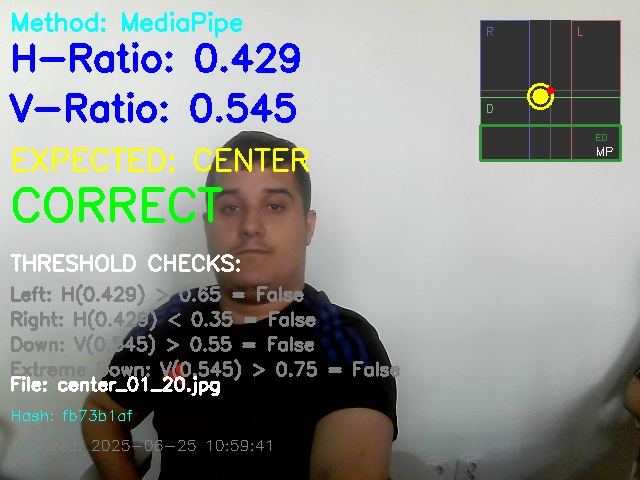 Method: MediaPipe
H-Ratio: 0.429
V-Ratio: 0.545
R
L
D
ED
MP
EXPECTED: CENTER
CORRECT
THRESHOLD CHECKS:
Left: H(0.429) > 0.65 = False
Right: H(0.429) < 0.35 = False
Down: V(0.545) > 0.55 = False
Extreme Down: V(0.545) > 0.75 = False
File: center_01_20.jpg
Hash: fb73b1af
2025-06-25 10:59:41